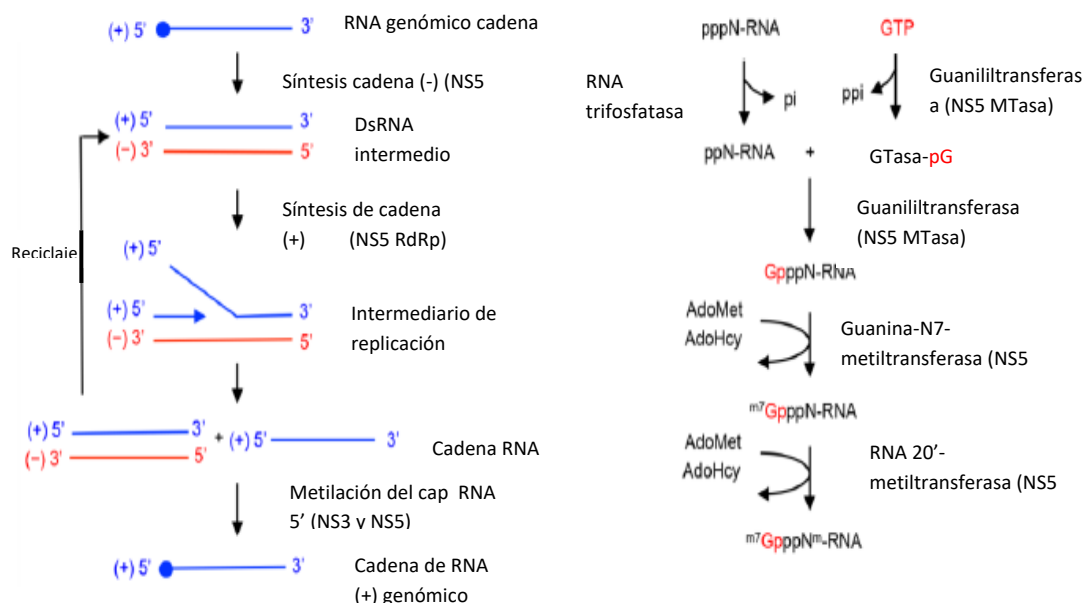 (+) 5' 3' RNA genómico cadena
Síntesis cadena (-) (NS5
(+) 5' 3' DsRNA
(−) 3' 5' intermedio
Síntesis de cadena
(+) (NS5 RdRp)
Reciclaje
(+) 5'
(+) 5' 3' Intermediario de
(−) 3' 5' replicación
(+) 5' 3' + (+) 5' 3'
(−) 3' 5' Cadena RNA
Metilación del cap RNA
5' (NS3 y NS5)
(+) 5' 3' Cadena de RNA
(+) genómico
pppN-RNA GTP
RNA
trifosfatasa
pi ppi
Guanililtransferas
a (NS5 MTasa)
ppN-RNA + GTasa-pG
Guanililtransferasa
(NS5 MTasa)
GpppN-RNA
AdoMet
AdoHcy
Guanina-N7-
metiltransferasa (NS5
m7GpppN-RNA
AdoMet
AdoHcy
RNA 20'-
metiltransferasa (NS5
m7GpppNm-RNA